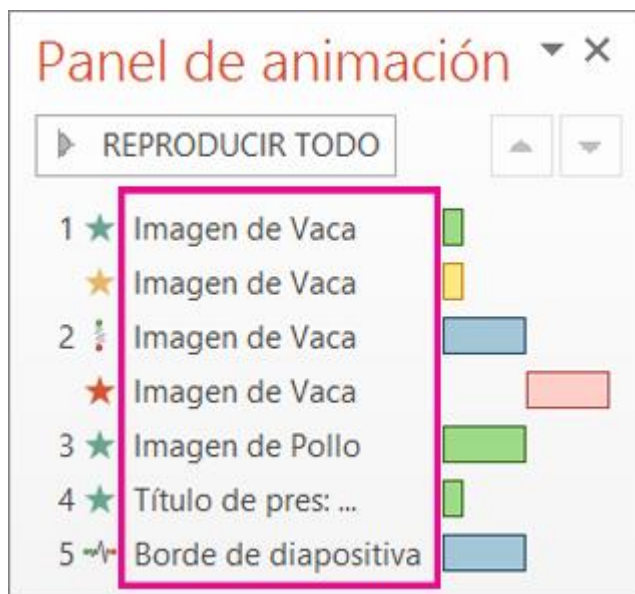 Panel de animación
REPRODUCIR TODO
1 Imagen de Vaca
Imagen de Vaca
2 Imagen de Vaca
Imagen de Vaca
3 Imagen de Pollo
4 Título de pres: ...
5 Borde de diapositiva